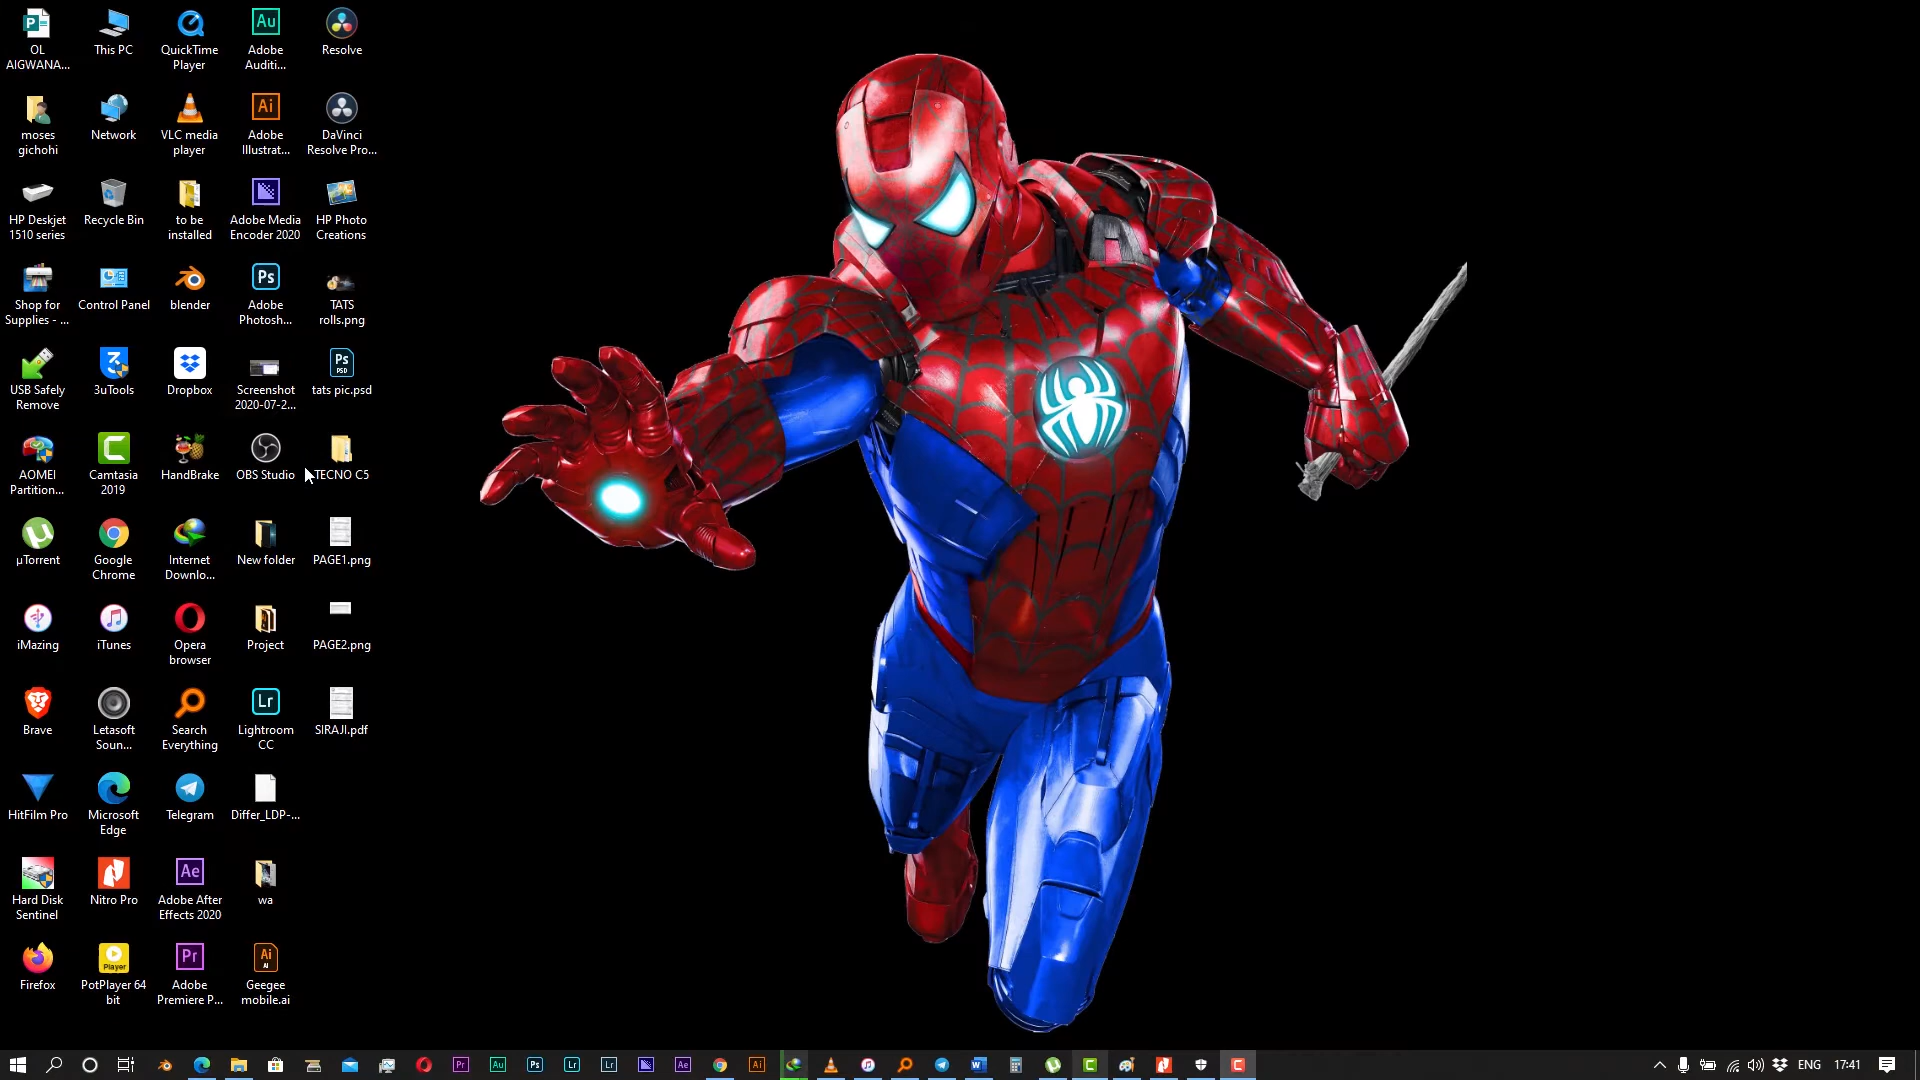 OL
AIGWANA...
This PC
QuickTime
Player
Adobe
Auditi...
Resolve
moses
gichohi
Network
VLC media
player
Adobe
Illustrat...
DaVinci
Resolve Pro...
HP Deskjet
1510 series
Recycle Bin
to be
installed
Adobe Media
Encoder 2020
HP Photo
Creations
Shop for
Supplies - ...
Control Panel
blender
Adobe
Photosh...
TATS
rolls.png
USB Safely
Remove
3uTools
Dropbox
Screenshot
2020-07-2...
tats pic.psd
AOMEI
Partition...
Camtasia
2019
HandBrake
OBS Studio
TECNO C5
µTorrent
Google
Chrome
Internet
Downlo...
New folder
PAGE1.png
iMazing
iTunes
Opera
browser
Project
PAGE2.png
Brave
Letasoft
Soun...
Search
Everything
Lightroom
CC
SIRAJI.pdf
HitFilm Pro
Microsoft
Edge
Telegram
Differ_LDP-...
Hard Disk
Sentinel
Nitro Pro
Adobe After
Effects 2020
wa
Firefox
PotPlayer 64
bit
Adobe
Premiere P...
Geegee
mobile.ai
ENG
17:41